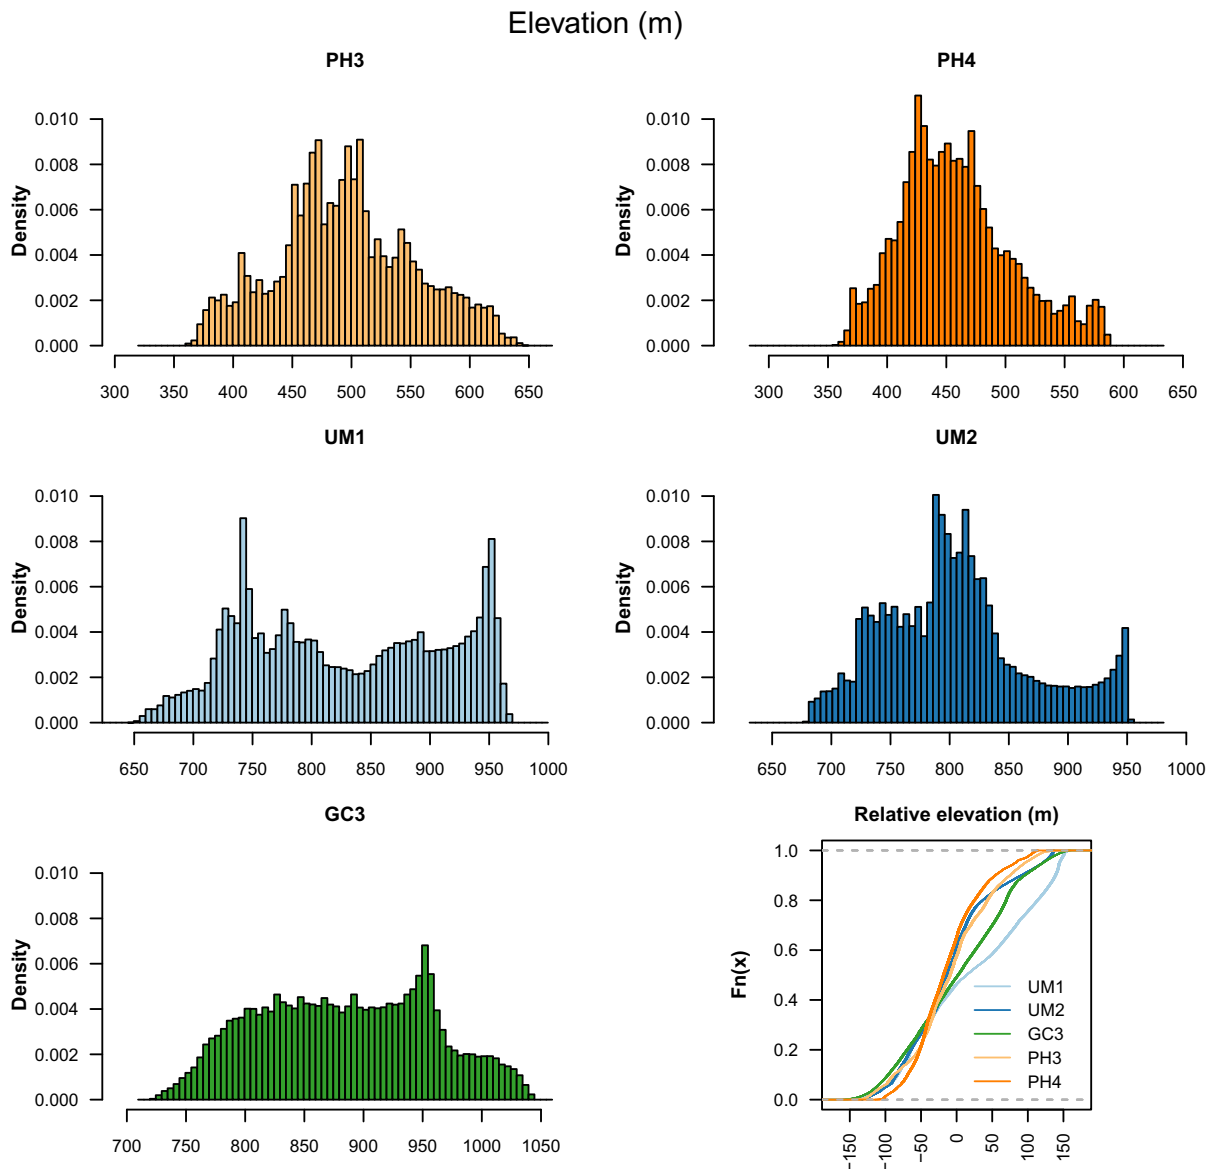 Elevation (m)
PH3
Density
0.000
0.002
0.004
0.006
0.008
0.010
300 350 400 450 500 550 600 650
PH4
Density
0.000
0.002
0.004
0.006
0.008
0.010
300 350 400 450 500 550 600 650
UM1
Density
0.000
0.002
0.004
0.006
0.008
0.010
650 700 750 800 850 900 950 1000
UM2
Density
0.000
0.002
0.004
0.006
0.008
0.010
650 700 750 800 850 900 950 1000
GC3
Density
0.000
0.002
0.004
0.006
0.008
0.010
700 750 800 850 900 950 1000 1050
Relative elevation (m)
Fn(x)
0.0
0.2
0.4
0.6
0.8
1.0
−150 −100 −50 0 50 100 150
UM1
UM2
GC3
PH3
PH4